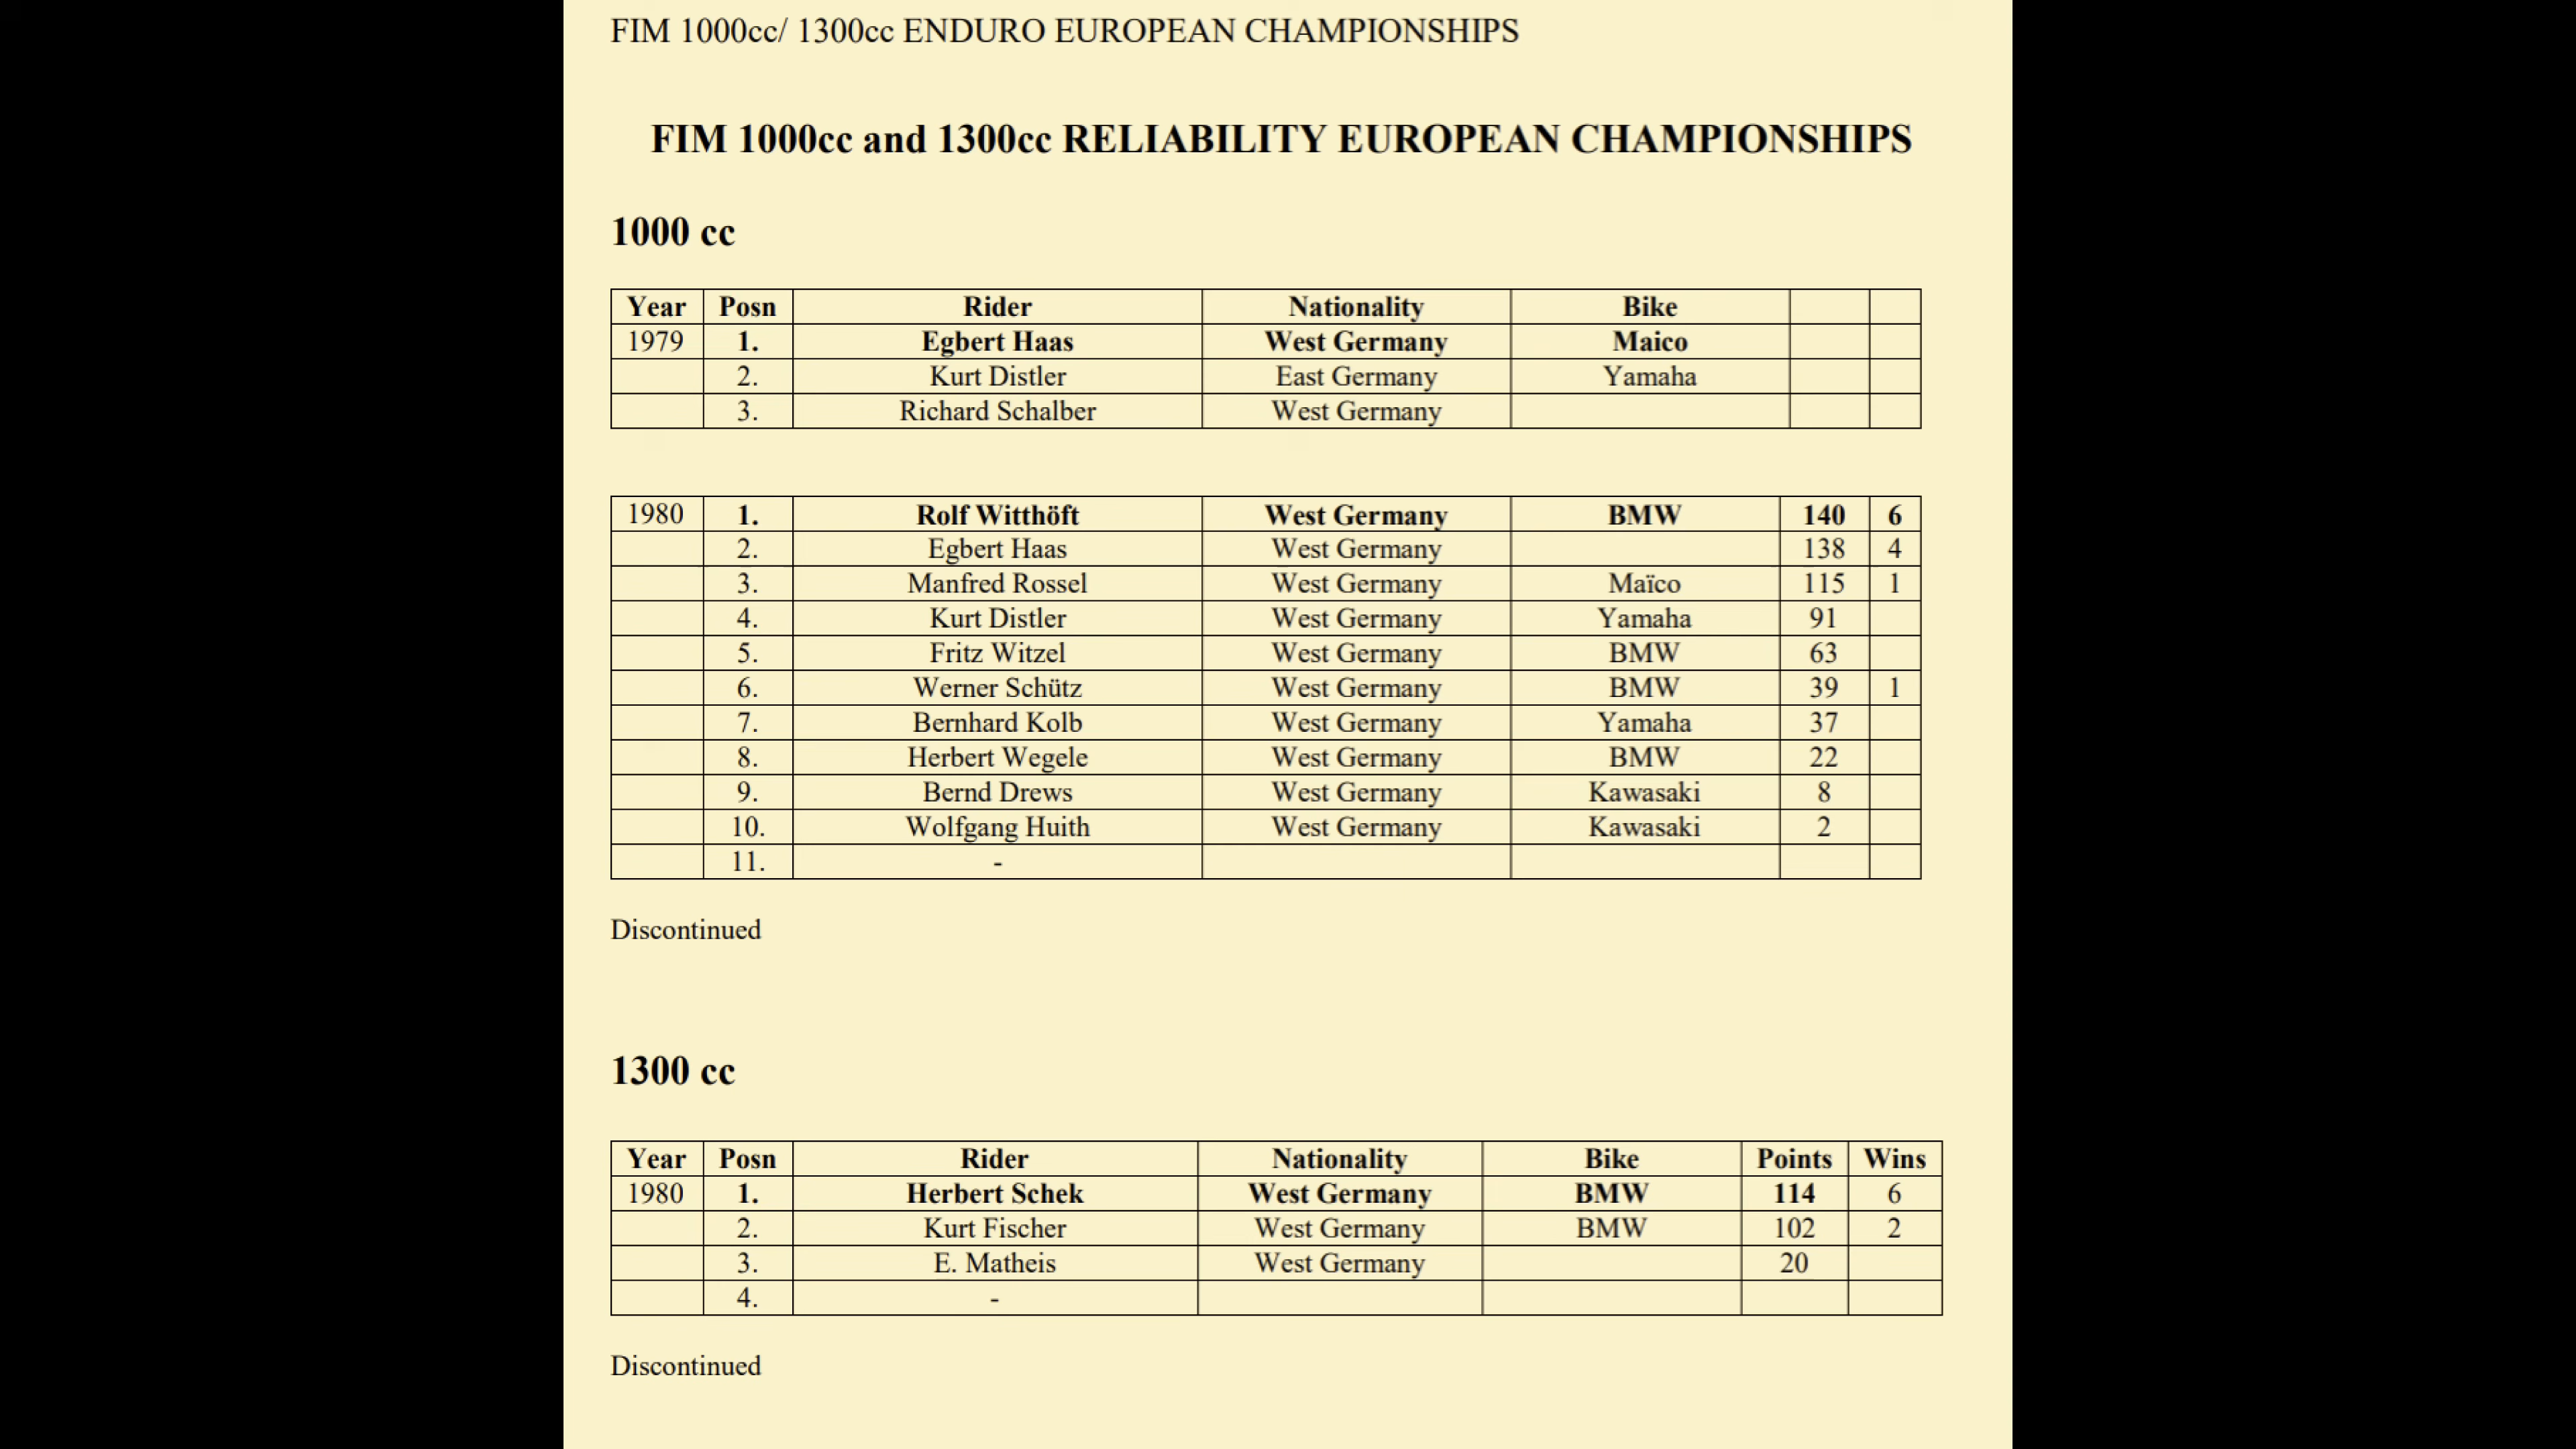 FIM 1000cc/ 1300cc ENDURO EUROPEAN CHAMPIONSHIPS
FIM 1000cc and 1300cc RELIABILITY EUROPEAN CHAMPIONSHIPS
1000 cc
Year Posn Rider Nationality Bike
1979 1. Egbert Haas West Germany Maico
2. Kurt Distler East Germany Yamaha
3. Richard Schalber West Germany
1980 1. Rolf Witthöft West Germany BMW 140 6
2. Egbert Haas West Germany 138 4
3. Manfred Rossel West Germany Maïco 115 1
4. Kurt Distler West Germany Yamaha 91
5. Fritz Witzel West Germany BMW 63
6. Werner Schütz West Germany BMW 39 1
7. Bernhard Kolb West Germany Yamaha 37
8. Herbert Wegele West Germany BMW 22
9. Bernd Drews West Germany Kawasaki 8
10. Wolfgang Huith West Germany Kawasaki 2
11. -
Discontinued
1300 cc
Year Posn Rider Nationality Bike Points Wins
1980 1. Herbert Schek West Germany BMW 114 6
2. Kurt Fischer West Germany BMW 102 2
3. E. Matheis West Germany 20
4. -
Discontinued